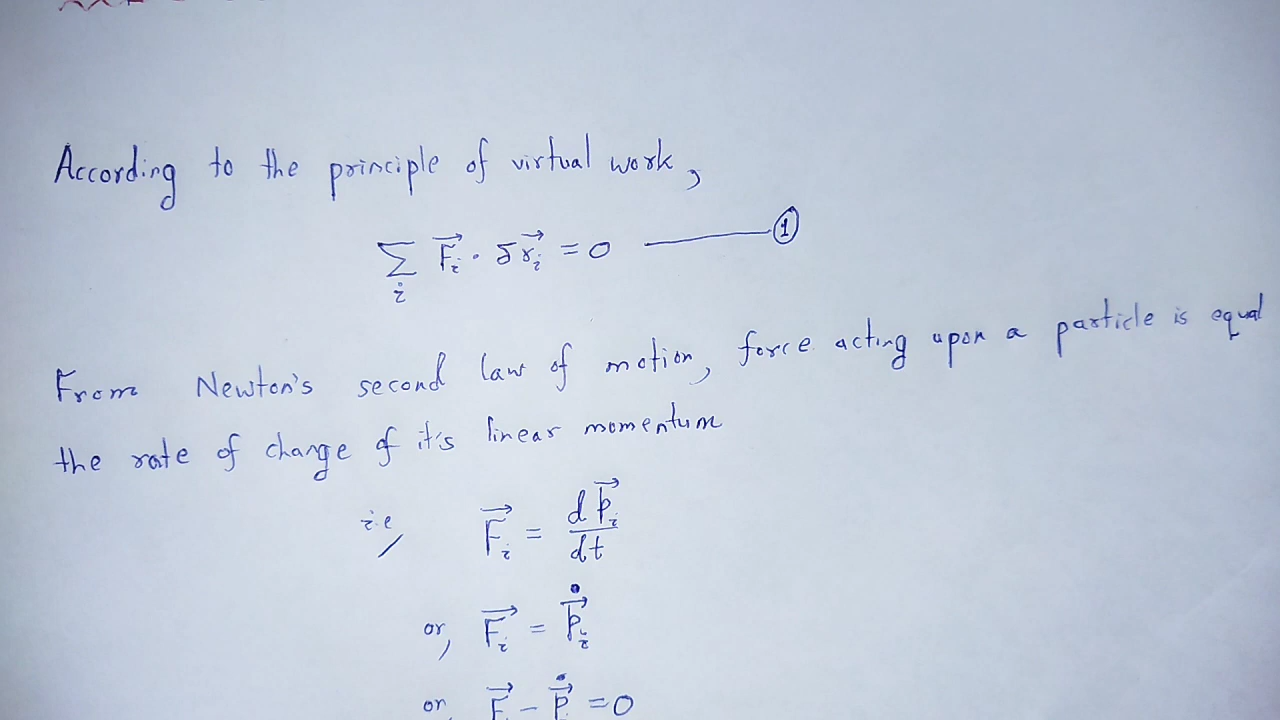 According to the principle of virtual work,
∑ᵢ F⃗ᵢ · δr⃗ᵢ = 0 ——— ①
From Newton's second law of motion, force acting upon a particle is equal
the rate of change of it's linear momentum
i.e, F⃗ᵢ = dp⃗ᵢ/dt
or, F⃗ᵢ = ṗ⃗ᵢ
or F⃗ - ṗ⃗ = 0